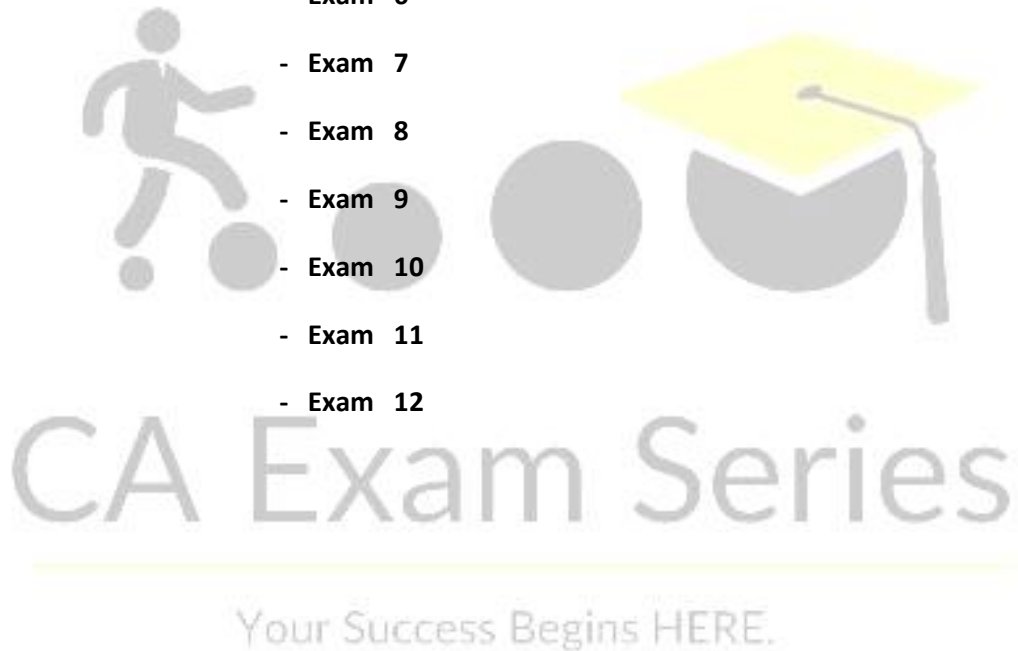 - Exam 7
- Exam 8
- Exam 9
- Exam 10
- Exam 11
- Exam 12
CA Exam Series
Your Success Begins HERE.